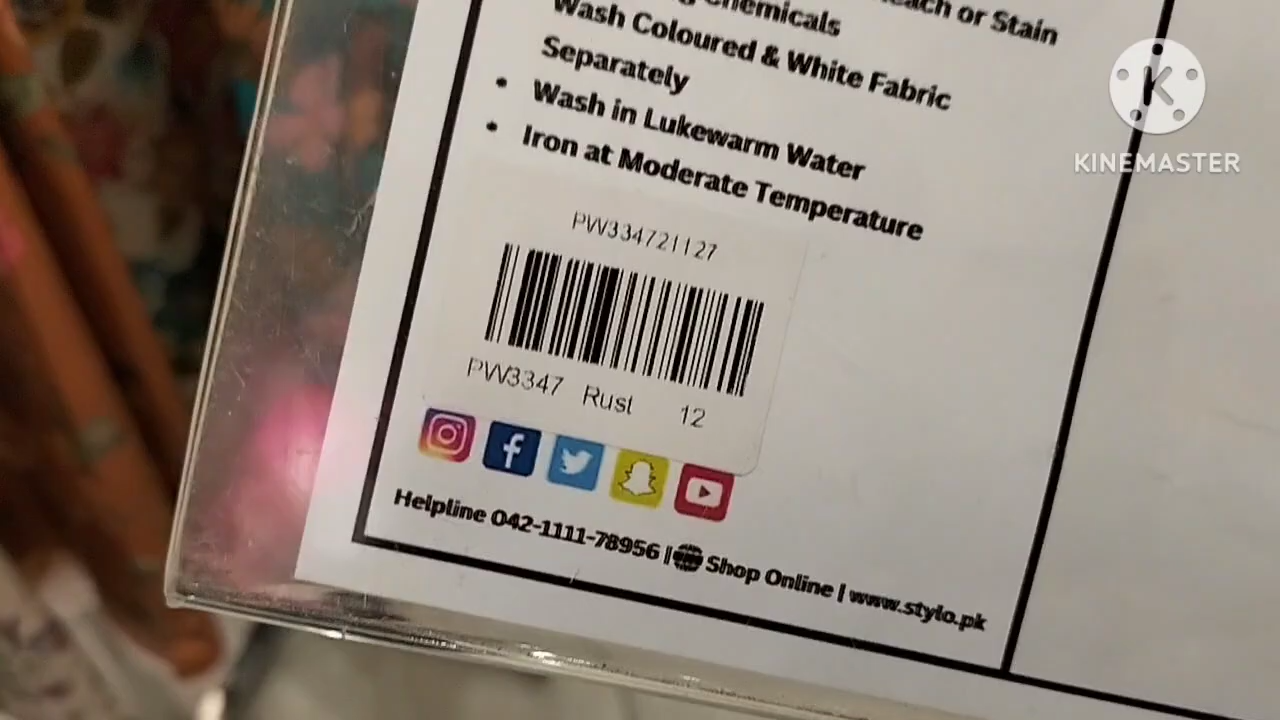 or Stain
Chemicals
Wash Coloured & White Fabric
Separately
• Wash in Lukewarm Water
• Iron at Moderate Temperature
PW334721127
PW3347 Rust 12
Helpline 042-1111-78956 | Shop Online | www.stylo.pk
K
KINEMASTER